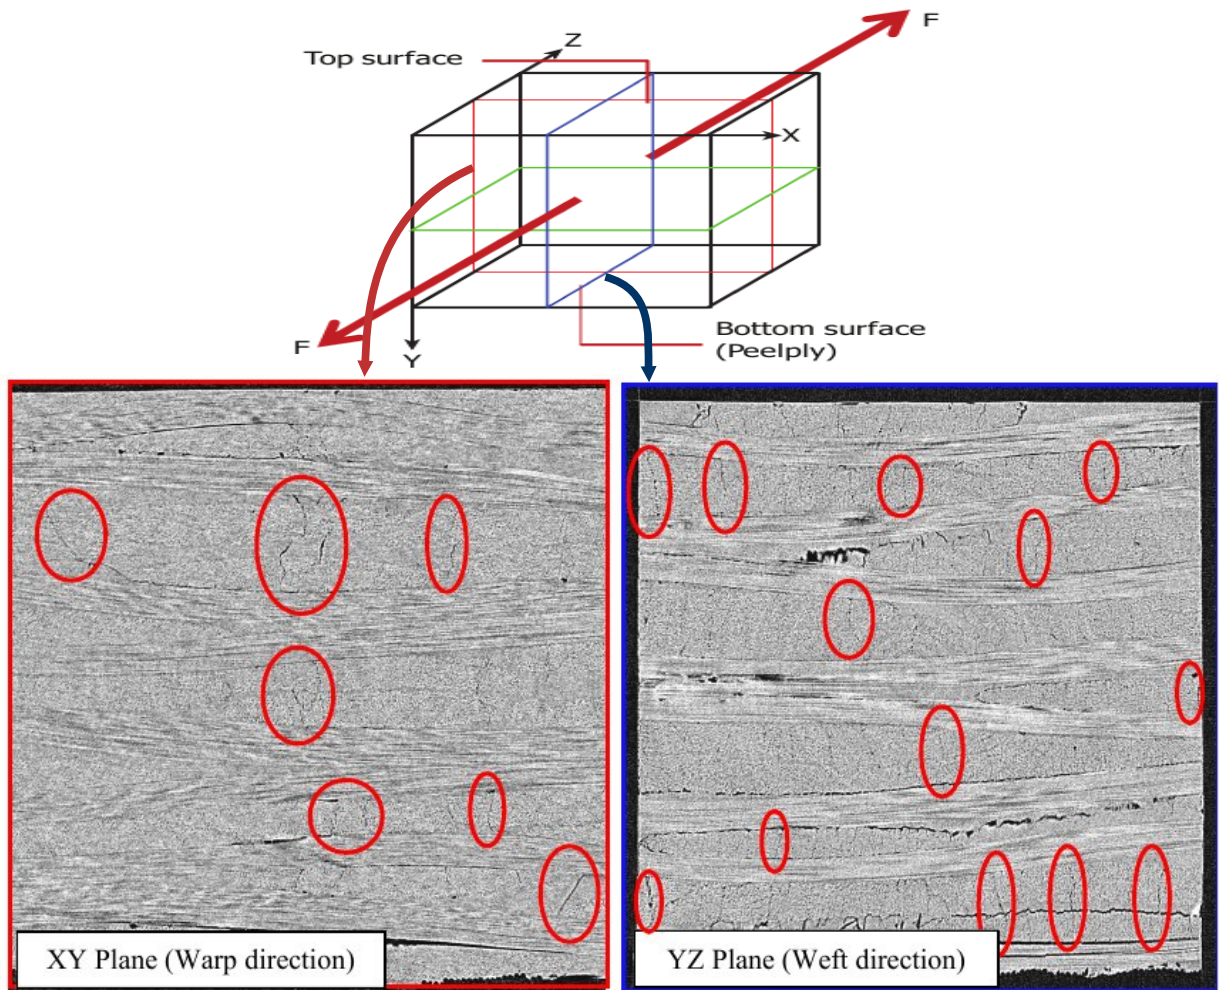 F
Z
Top surface
X
F
Y
Bottom surface
(Peelply)
XY Plane (Warp direction)
YZ Plane (Weft direction)